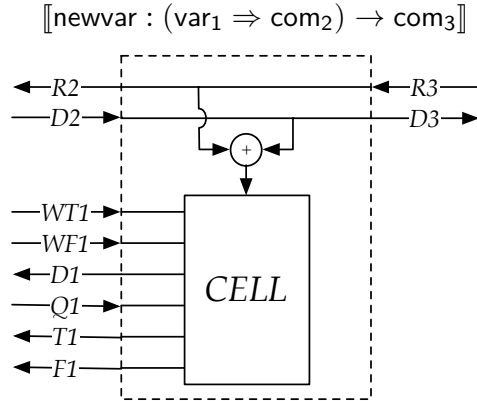 ⟦newvar : (var₁ ⇒ com₂) → com₃⟧
R2 R3
D2 D3
+
WT1
WF1
D1
CELL
Q1
T1
F1